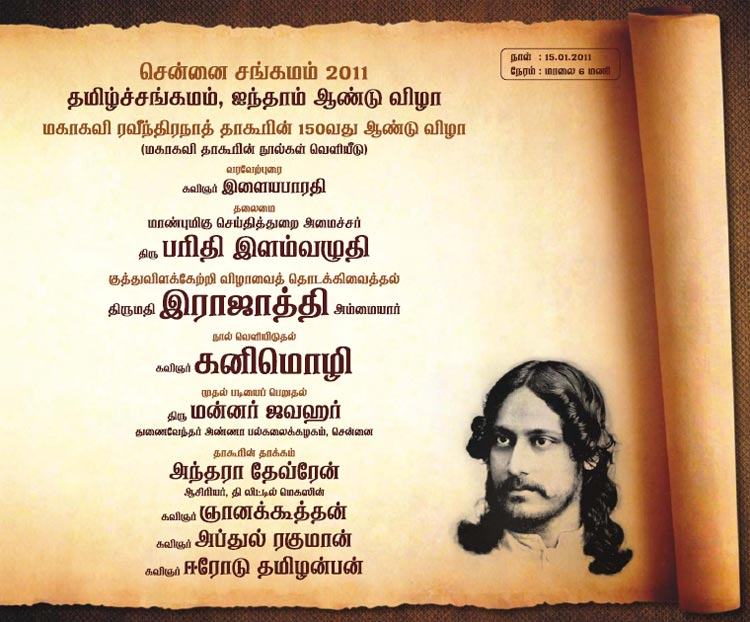 நாள் : 15.01.2011
நேரம் : மாலை 6 மணி
சென்னை சங்கமம் 2011
தமிழ்ச்சங்கமம், ஐந்தாம் ஆண்டு விழா
மகாகவி ரவீந்திரநாத் தாகூரின் 150வது ஆண்டு விழா
(மகாகவி தாகூரின் நூல்கள் வெளியீடு)
வரவேற்புரை
கவிஞர் இளையபாரதி
தலைமை
மாண்புமிகு செய்தித்துறை அமைச்சர்
திரு பரிதி இளம்வழுதி
குத்துவிளக்கேற்றி விழாவைத் தொடக்கிவைத்தல்
திருமதி இராஜாத்தி அம்மையார்
நூல் வெளியிடுதல்
கவிஞர் கனிமொழி
முதல் படியைப் பெறுதல்
திரு மன்னர் ஜவஹர்
துணைவேந்தர் அண்ணா பல்கலைக்கழகம், சென்னை
தாகூரின் தாக்கம்
அந்தரா தேவ்ரேன்
ஆசிரியர், தி லிட்டில் மெகஸின்
கவிஞர் ஞானக்கூத்தன்
கவிஞர் அப்துல் ரகுமான்
கவிஞர் ஈரோடு தமிழன்பன்